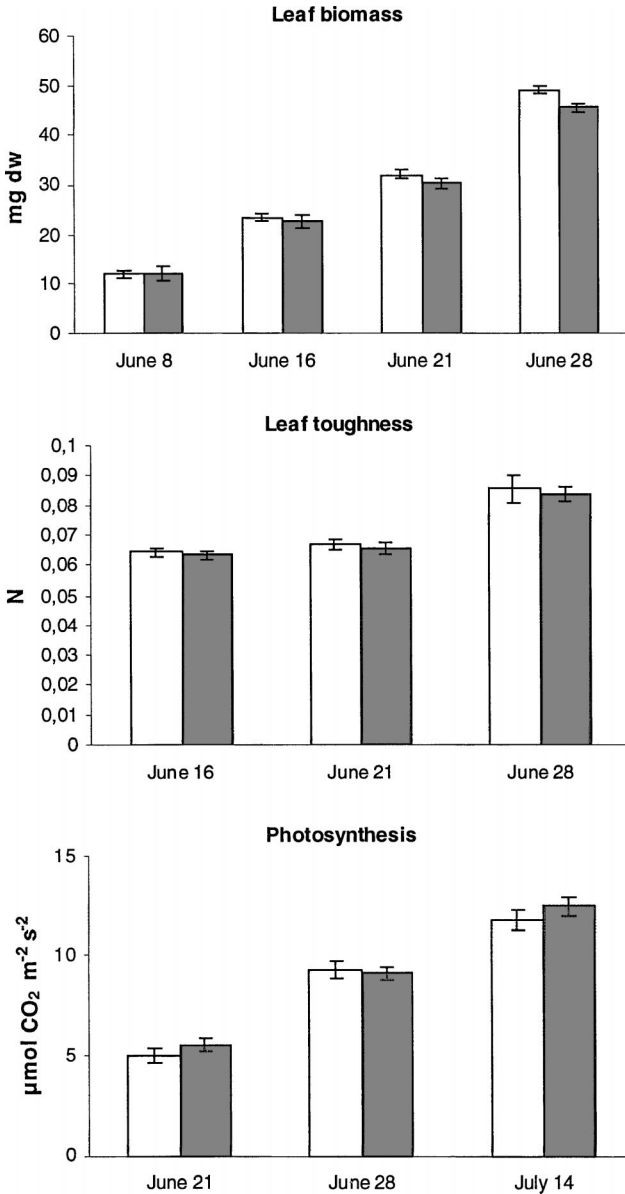 Leaf biomass
60
50
40
30
20
10
0
mg dw
June 8 June 16 June 21 June 28
Leaf toughness
0,1
0,09
0,08
0,07
0,06
0,05
0,04
0,03
0,02
0,01
0
N
June 16 June 21 June 28
Photosynthesis
15
10
5
0
µmol CO₂ m⁻² s⁻²
June 21 June 28 July 14